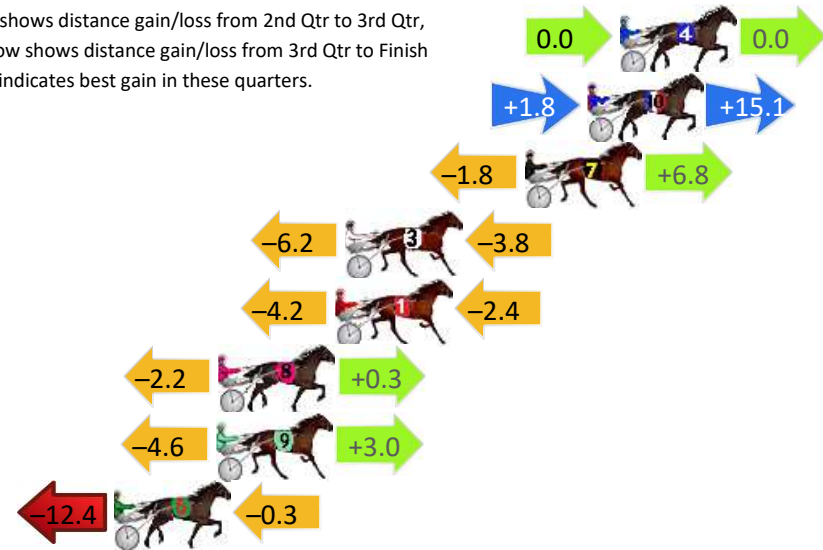 shows distance gain/loss from 2nd Qtr to 3rd Qtr,
ow shows distance gain/loss from 3rd Qtr to Finish
indicates best gain in these quarters.
0.0 4 0.0
+1.8 10 +15.1
–1.8 7 +6.8
–6.2 3 –3.8
–4.2 1 –2.4
–2.2 8 +0.3
–4.6 9 +3.0
–12.4 –0.3